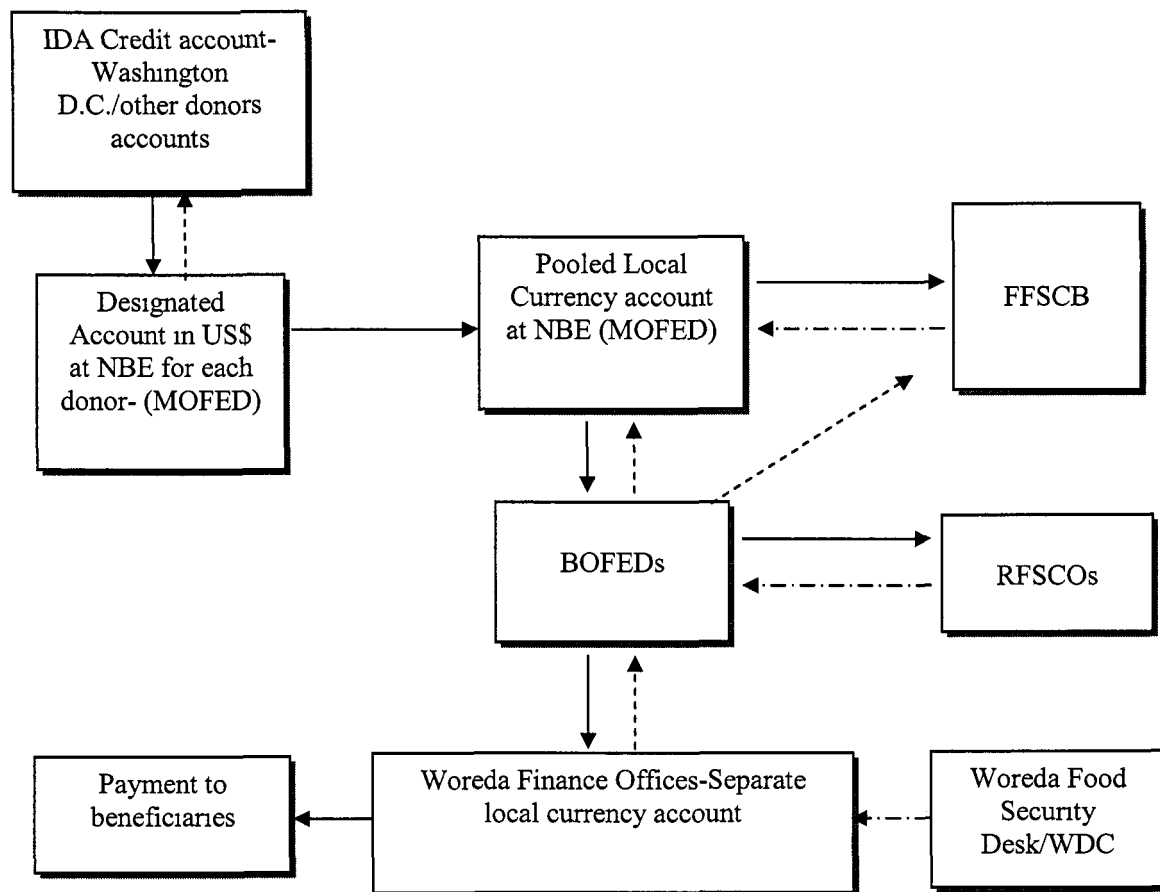 IDA Credit account-
Washington
D.C./other donors
accounts
Designated
Account in US$
at NBE for each
donor- (MOFED)
Pooled Local
Currency account
at NBE (MOFED)
FFSCB
BOFEDs
RFSCOs
Payment to
beneficiaries
Woreda Finance Offices-Separate
local currency account
Woreda Food
Security
Desk/WDC